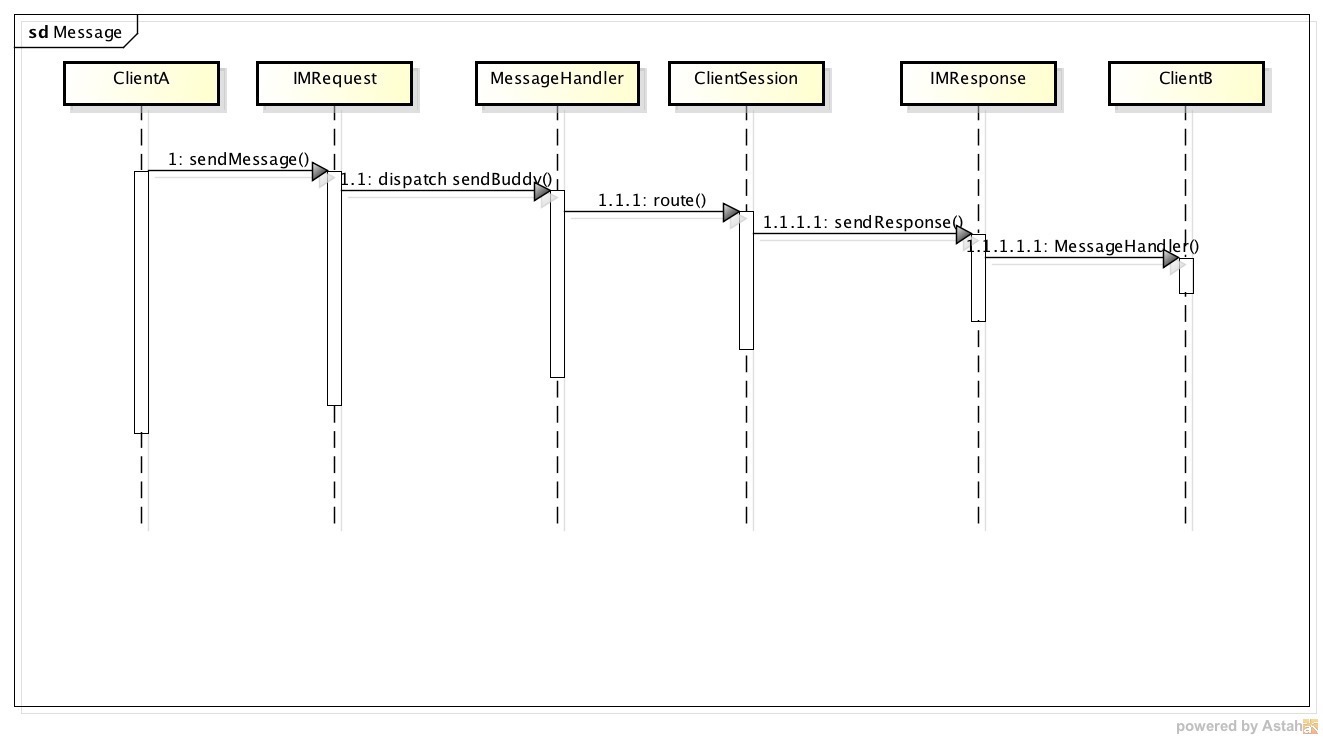 sd Message
ClientA
IMRequest
MessageHandler
ClientSession
IMResponse
ClientB
1: sendMessage()
1.1: dispatch sendBuddy()
1.1.1: route()
1.1.1.1: sendResponse()
1.1.1.1.1: MessageHandler()
powered by Astah